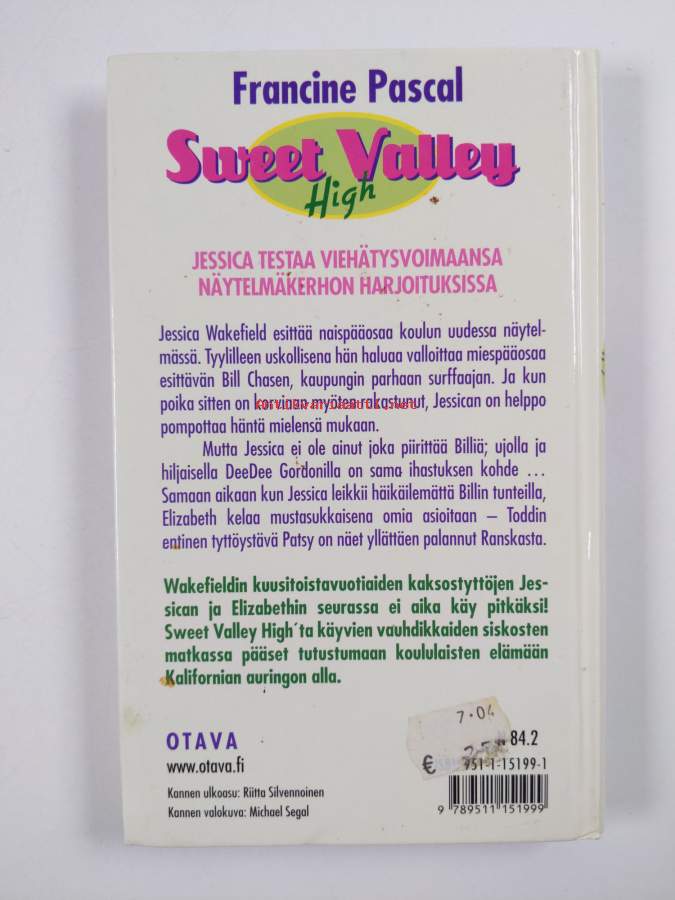 Francine Pascal
Sweet Valley
High
JESSICA TESTAA VIEHÄTYSVOIMAANSA
NÄYTELMÄKERHON HARJOITUKSISSA
Jessica Wakefield esittää naispääosaa koulun uudessa näytel-
mässä. Tyylilleen uskollisena hän haluaa valloittaa miespääosaa
esittävän Bill Chasen, kaupungin parhaan surffaajan. Ja kun
poika sitten on korviaan myöten rakastunut, Jessican on helppo
pompottaa häntä mielensä mukaan.
Mutta Jessica ei ole ainut joka piirittää Billiä; ujolla ja
hiljaisella DeeDee Gordonilla on sama ihastuksen kohde ...
Samaan aikaan kun Jessica leikkii häikäilemättä Billin tunteilla,
Elizabeth kelaa mustasukkaisena omia asioitaan – Toddin
entinen tyttöystävä Patsy on näet yllättäen palannut Ranskasta.
Wakefieldin kuusitoistavuotiaiden kaksostyttöjen Jes-
sican ja Elizabethin seurassa ei aika käy pitkäksi!
Sweet Valley High´ta käyvien vauhdikkaiden siskosten
matkassa pääset tutustumaan koululaisten elämään
Kalifornian auringon alla.
7.04
OTAVA
84.2
www.otava.fi
€
951-1-15199-1
Kannen ulkoasu: Riitta Silvennoinen
Kannen valokuva: Michael Segal
9 789511 151999